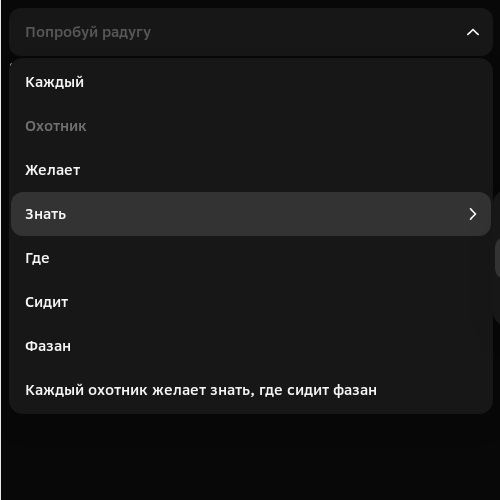 Попробуй радугу
Каждый
Охотник
Желает
Знать
Где
Сидит
Фазан
Каждый охотник желает знать, где сидит фазан